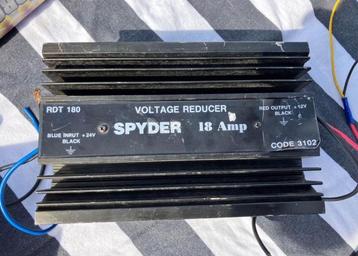 RDT 180
VOLTAGE REDUCER
RED OUTPUT +12V
BLACK
BLUE INPUT +24V
BLACK
SPYDER 18 Amp
CODE 3102